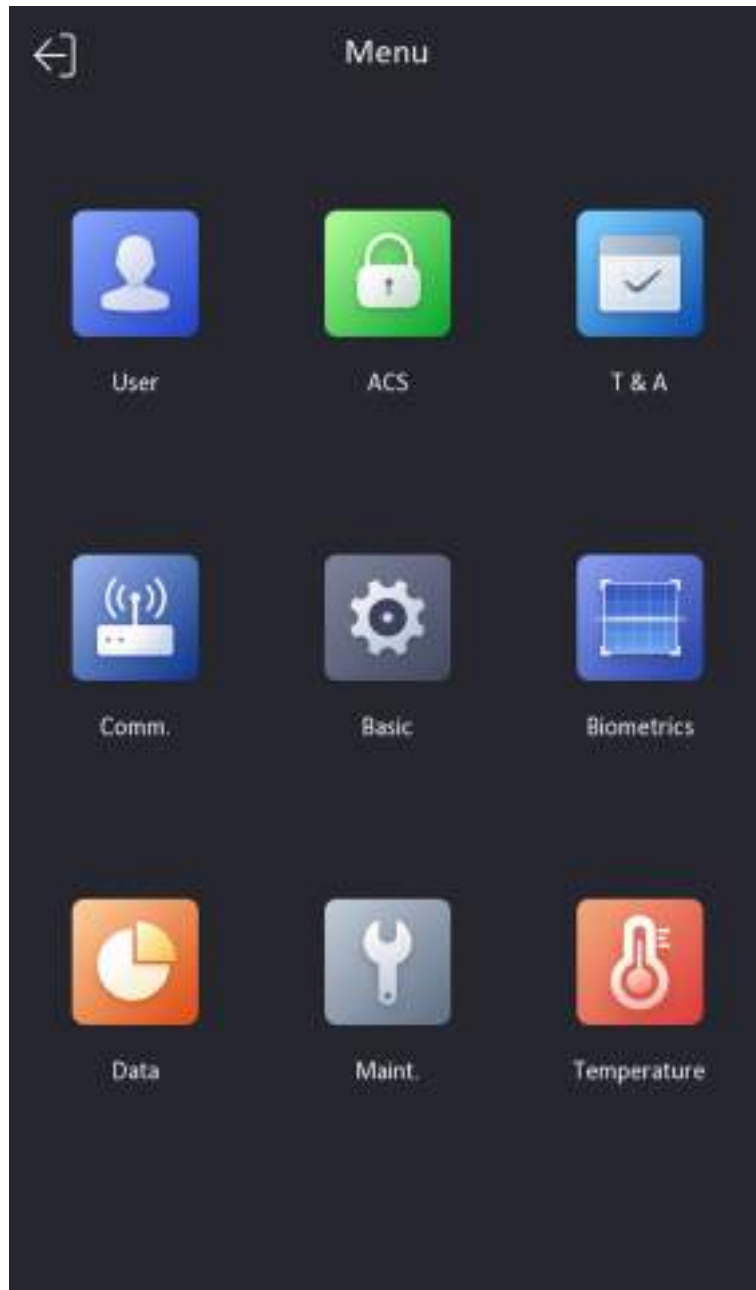 Menu
User
ACS
T & A
Comm.
Basic
Biometrics
Data
Maint.
Temperature